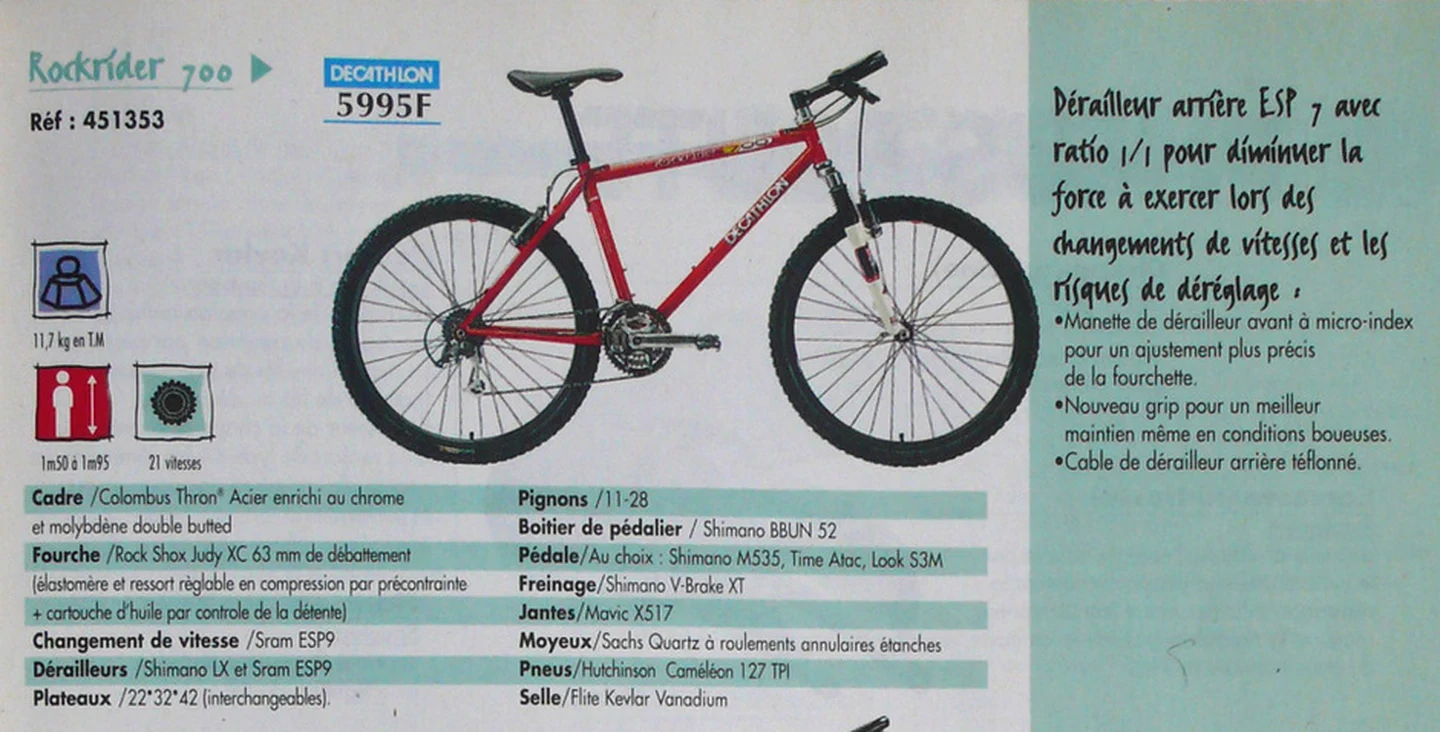 Rockrider 700
Réf : 451353
DECATHLON
5995F
11,7 kg en T.M
1m50 à 1m95
21 vitesses
700
DECATHLON
Cadre /Colombus Thron® Acier enrichi au chrome
et molybdène double butted
Fourche /Rock Shox Judy XC 63 mm de débattement
(élastomère et ressort règlable en compression par précontrainte
+ cartouche d'huile par controle de la détente)
Changement de vitesse /Sram ESP9
Dérailleurs /Shimano LX et Sram ESP9
Plateaux /22*32*42 (interchangeables).
Pignons /11-28
Boitier de pédalier / Shimano BBUN 52
Pédale/Au choix : Shimano M535, Time Atac, Look S3M
Freinage/Shimano V-Brake XT
Jantes/Mavic X517
Moyeux/Sachs Quartz à roulements annulaires étanches
Pneus/Hutchinson Caméléon 127 TPI
Selle/Flite Kevlar Vanadium
Dérailleur arrière ESP 7 avec
ratio 1/1 pour diminuer la
force à exercer lors des
changements de vitesses et les
risques de déréglage :
•Manette de dérailleur avant à micro-index
pour un ajustement plus précis
de la fourchette.
•Nouveau grip pour un meilleur
maintien même en conditions boueuses.
•Cable de dérailleur arrière téflonné.